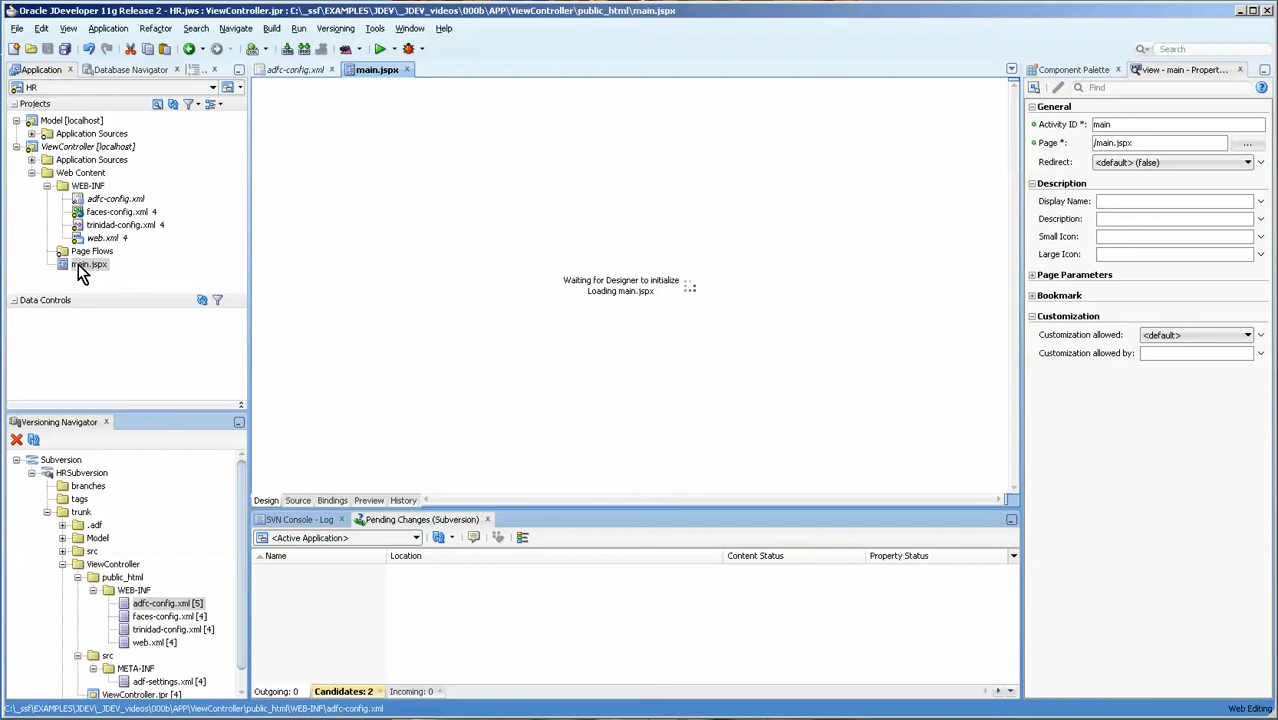 Oracle JDeveloper 11g Release 2 - HR.jws : ViewController.jpr : C:\_ssf\EXAMPLES\JDEV\_JDEV_videos\000b\APP\ViewController\public_html\main.jspx
File Edit View Application Refactor Search Navigate Build Run Versioning Tools Window Help
Search
Application Database Navigator
HR
Projects
Model [localhost]
Application Sources
ViewController [localhost]
Application Sources
Web Content
WEB-INF
adfc-config.xml
faces-config.xml 4
trinidad-config.xml 4
web.xml 4
Page Flows
main.jspx
Data Controls
Versioning Navigator
Subversion
HRSubversion
branches
tags
trunk
.adf
Model
src
ViewController
public_html
WEB-INF
adfc-config.xml [5]
faces-config.xml [4]
trinidad-config.xml [4]
web.xml [4]
src
META-INF
adf-settings.xml [4]
ViewController.jpr [4]
adfc-config.xml main.jspx
Waiting for Designer to initialize
Loading main.jspx
Design Source Bindings Preview History
SVN Console - Log Pending Changes (Subversion)
<Active Application>
Name Location Content Status Property Status
Outgoing: 0 Candidates: 2 Incoming: 0
Component Palette view - main - Propert...
Find
General
Activity ID *: main
Page *: /main.jspx ...
Redirect: <default> (false)
Description
Display Name:
Description:
Small Icon:
Large Icon:
Page Parameters
Bookmark
Customization
Customization allowed: <default>
Customization allowed by:
C:\_ssf\EXAMPLES\JDEV\_JDEV_videos\000b\APP\ViewController\public_html\WEB-INF\adfc-config.xml
Web Editing